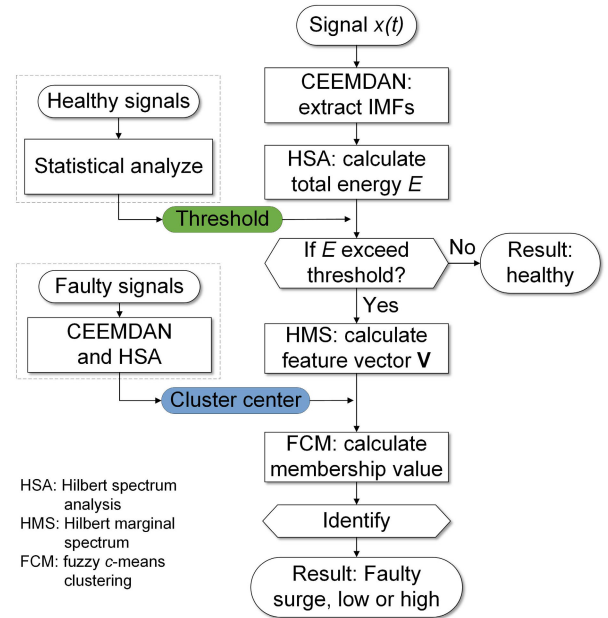 Signal x(t)
CEEMDAN:
extract IMFs
Healthy signals
Statistical analyze
HSA: calculate
total energy E
Threshold
If E exceed
threshold?
No
Result:
healthy
Yes
Faulty signals
CEEMDAN
and HSA
HMS: calculate
feature vector V
Cluster center
FCM: calculate
membership value
Identify
Result: Faulty
surge, low or high
HSA: Hilbert spectrum
analysis
HMS: Hilbert marginal
spectrum
FCM: fuzzy c-means
clustering